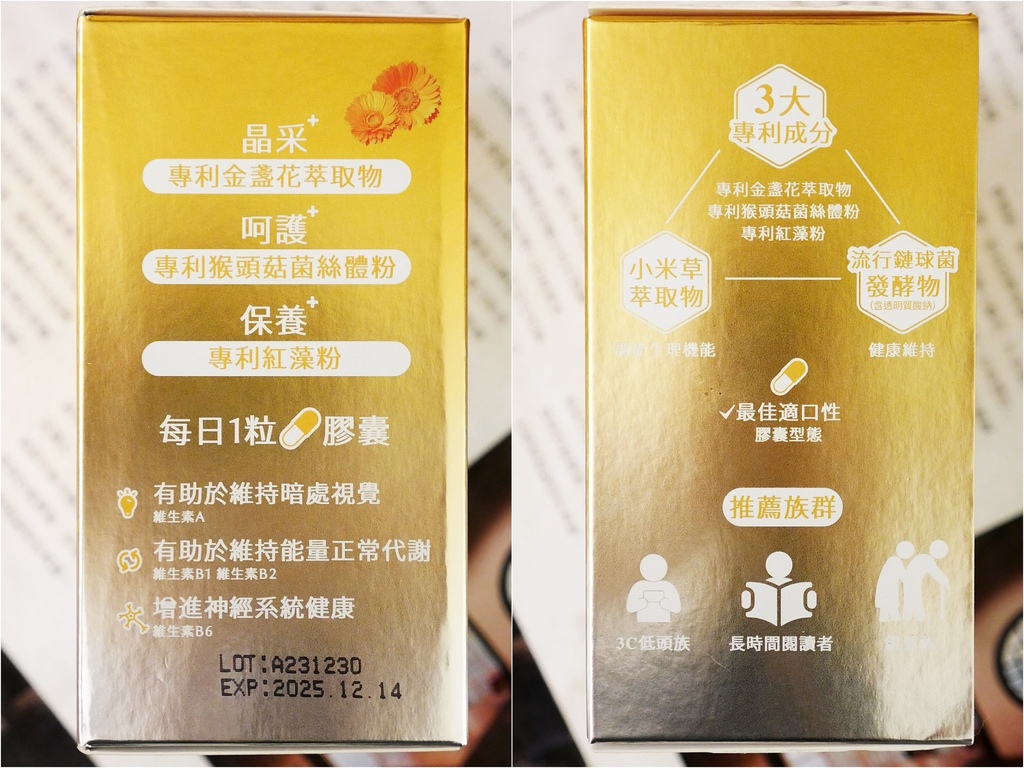 晶采+
專利金盞花萃取物
呵護+
專利猴頭菇菌絲體粉
保養+
專利紅藻粉
每日1粒膠囊
有助於維持暗處視覺
維生素A
有助於維持能量正常代謝
維生素B1 維生素B2
增進神經系統健康
維生素B6
LOT:A231230
EXP:2025.12.14
3大
專利成分
專利金盞花萃取物
專利猴頭菇菌絲體粉
專利紅藻粉
小米草
萃取物
流行鏈球菌
發酵物
(含透明質酸鈉)
生理機能
健康維持
✓最佳適口性
膠囊型態
推薦族群
3C低頭族
長時間閱讀者